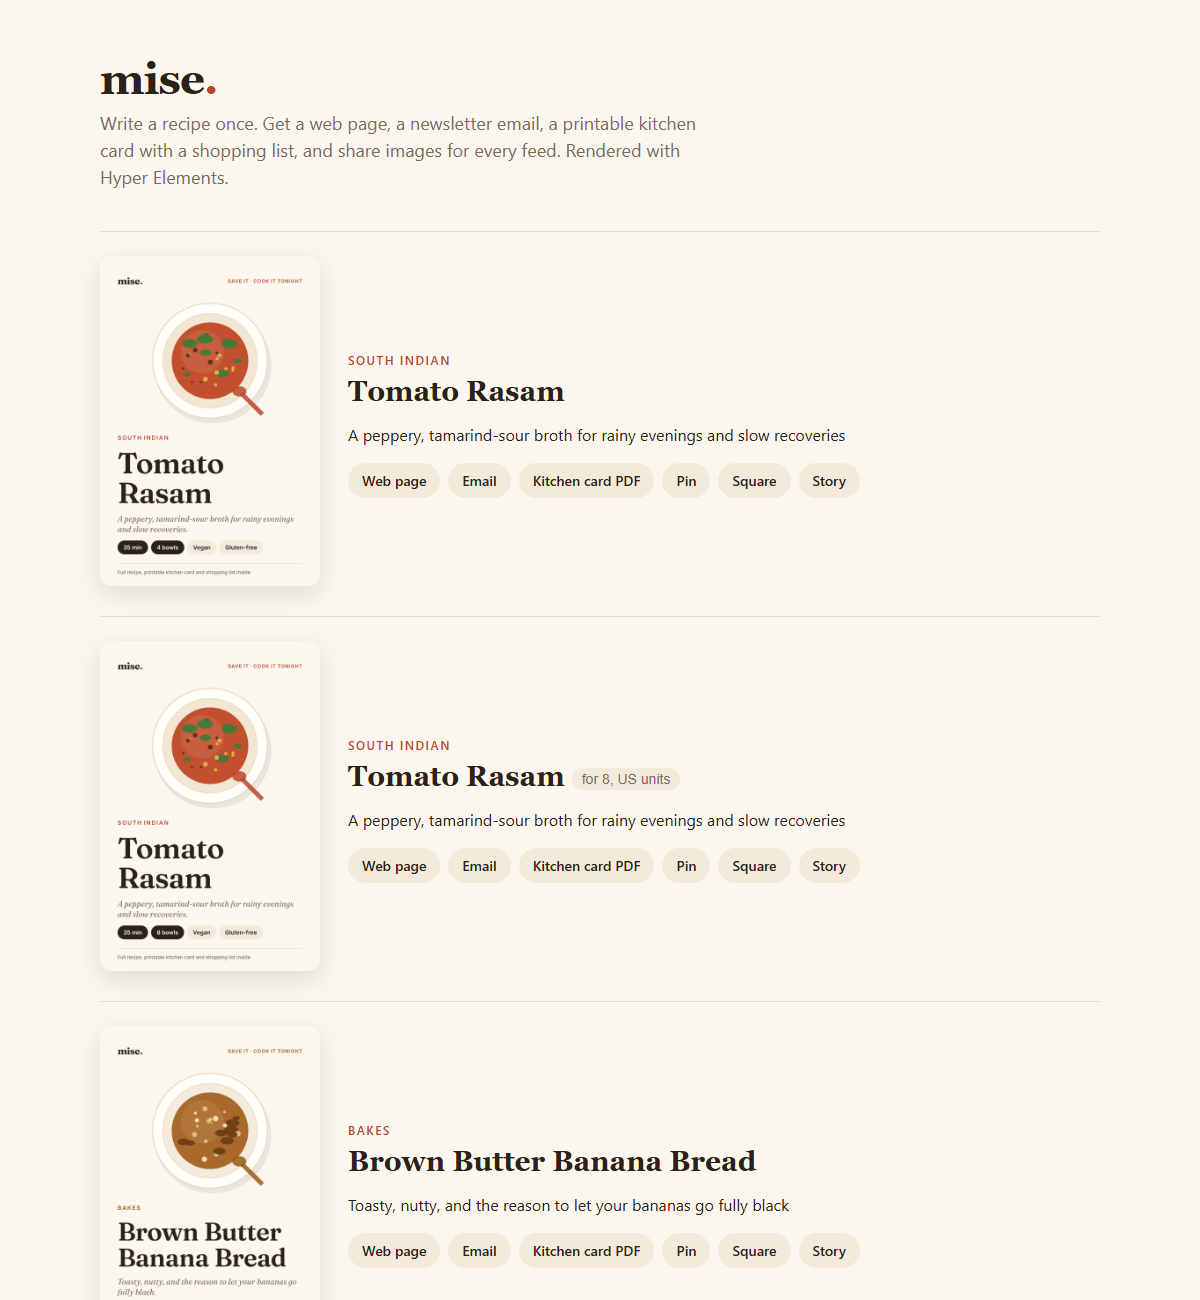 mise.
Write a recipe once. Get a web page, a newsletter email, a printable kitchen
card with a shopping list, and share images for every feed. Rendered with
Hyper Elements.
mise.
SAVE IT · COOK IT TONIGHT
SOUTH INDIAN
Tomato
Rasam
A peppery, tamarind-sour broth for rainy evenings
and slow recoveries.
35 min
4 bowls
Vegan
Gluten-free
Full recipe, printable kitchen card and shopping list inside
SOUTH INDIAN
Tomato Rasam
A peppery, tamarind-sour broth for rainy evenings and slow recoveries
Web page
Email
Kitchen card PDF
Pin
Square
Story
mise.
SAVE IT · COOK IT TONIGHT
SOUTH INDIAN
Tomato
Rasam
A peppery, tamarind-sour broth for rainy evenings
and slow recoveries.
35 min
8 bowls
Vegan
Gluten-free
Full recipe, printable kitchen card and shopping list inside
SOUTH INDIAN
Tomato Rasam for 8, US units
A peppery, tamarind-sour broth for rainy evenings and slow recoveries
Web page
Email
Kitchen card PDF
Pin
Square
Story
mise.
SAVE IT · COOK IT TONIGHT
BAKES
Brown Butter
Banana Bread
Toasty, nutty, and the reason to let your bananas go
fully black.
BAKES
Brown Butter Banana Bread
Toasty, nutty, and the reason to let your bananas go fully black
Web page
Email
Kitchen card PDF
Pin
Square
Story